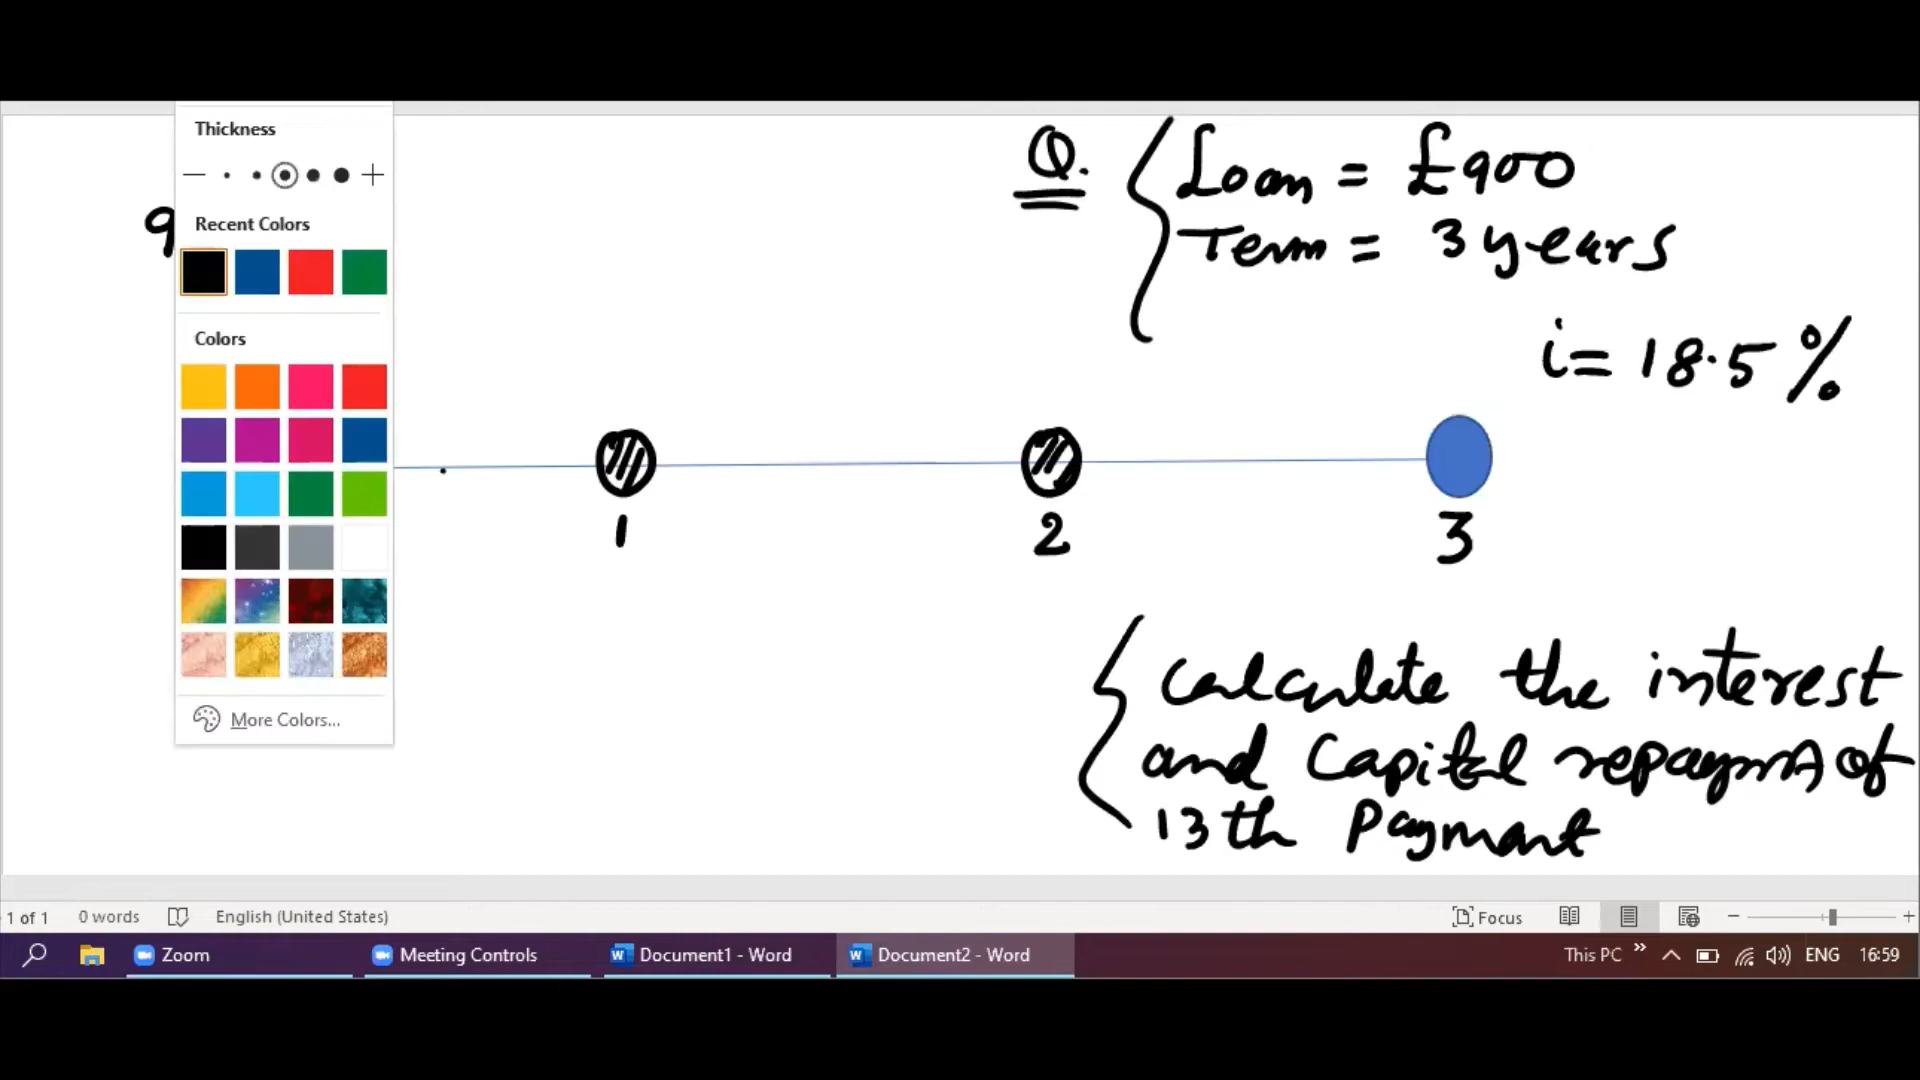 Thickness
Recent Colors
Colors
More Colors...
9
Q.
Loan = £900
Term = 3 years
i = 18.5 %
1
2
3
Calculate the interest
and Capital repaymt of
13th Payment
1 of 1
0 words
English (United States)
Focus
Zoom
Meeting Controls
Document1 - Word
Document2 - Word
This PC
ENG
16:59